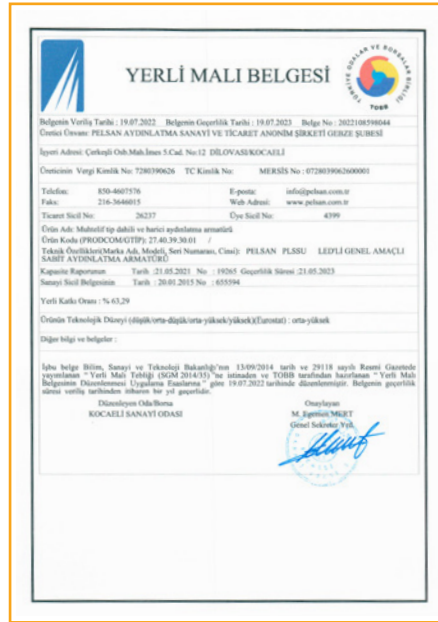 TÜRKİYE ODALAR VE BORSALAR BİRLİĞİ
TOBB
YERLİ MALI BELGESİ
Belgenin Veriliş Tarihi : 19.07.2022 Belgenin Geçerlilik Tarihi : 19.07.2023 Belge No : 2022108598044
Üretici Ünvanı: PELSAN AYDINLATMA SANAYİ VE TİCARET ANONİM ŞİRKETİ GEBZE ŞUBESİ
İşyeri Adresi: Çerkeşli Osb.Mah.İmes 5.Cad. No:12 DİLOVASI/KOCAELİ
Üreticinin Vergi Kimlik No: 7280390626 TC Kimlik No: MERSİS No : 0728039062600001
Telefon: 850-4607576 E-posta: info@pelsan.com.tr
Faks: 216-3646015 Web Adresi: www.pelsan.com.tr
Ticaret Sicil No: 26237 Üye Sicil No: 4399
Ürün Adı: Muhtelif tip dahili ve harici aydınlatma armatürü
Ürün Kodu (PRODCOM/GTİP): 27.40.39.30.01 /
Teknik Özellikleri(Marka Adı, Modeli, Seri Numarası, Cinsi): PELSAN PLSSU LED'Lİ GENEL AMAÇLI
SABİT AYDINLATMA ARMATÜRÜ
Kapasite Raporunun Tarih :21.05.2021 No : 19265 Geçerlilik Süresi :21.05.2023
Sanayi Sicil Belgesinin Tarih : 20.01.2015 No : 655594
Yerli Katkı Oranı : % 63,29
Ürünün Teknolojik Düzeyi (düşük/orta-düşük/orta-yüksek/yüksek)(Eurostat) : orta-yüksek
Diğer bilgi ve belgeler :
İşbu belge Bilim, Sanayi ve Teknoloji Bakanlığı'nın 13/09/2014 tarih ve 29118 sayılı Resmi Gazetede
yayımlanan " Yerli Malı Tebliği (SGM 2014/35) "ne istinaden ve TOBB tarafından hazırlanan " Yerli Malı
Belgesinin Düzenlenmesi Uygulama Esaslarına " göre 19.07.2022 tarihinde düzenlenmiştir. Belgenin geçerlilik
süresi veriliş tarihinden itibaren bir yıl geçerlidir.
Düzenleyen Oda/Borsa Onaylayan
KOCAELİ SANAYİ ODASI M. Egemen MERT
Genel Sekreter Yrd.